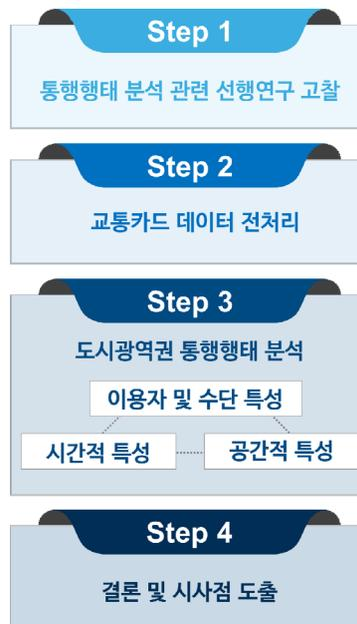 Step 1
통행행태 분석 관련 선행연구 고찰
Step 2
교통카드 데이터 전처리
Step 3
도시광역권 통행행태 분석
이용자 및 수단 특성
시간적 특성
공간적 특성
Step 4
결론 및 시사점 도출